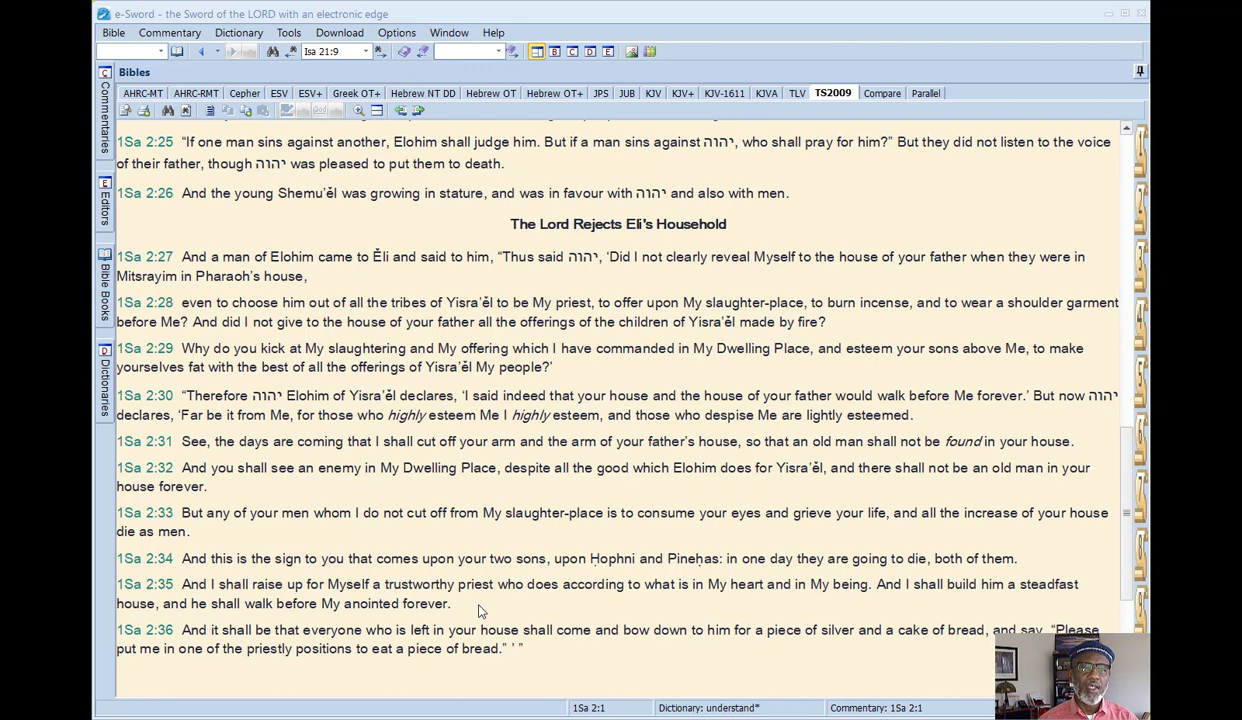 e-Sword - the Sword of the LORD with an electronic edge
Bible Commentary Dictionary Tools Download Options Window Help
Isa 21:9 B C D E
Bibles
AHRC-MT AHRC-RMT Cepher ESV ESV+ Greek OT+ Hebrew NT DD Hebrew OT Hebrew OT+ JPS JUB KJV KJV+ KJV-1611 KJVA TLV TS2009 Compare Parallel
C Commentaries
E Editors
Bible Books
D Dictionaries
1Sa 2:25 “If one man sins against another, Elohim shall judge him. But if a man sins against יהוה, who shall pray for him?” But they did not listen to the voice
of their father, though יהוה was pleased to put them to death.
1Sa 2:26 And the young Shemu’ĕl was growing in stature, and was in favour with יהוה and also with men.
The Lord Rejects Eli's Household
1Sa 2:27 And a man of Elohim came to Ěli and said to him, “Thus said יהוה, ‘Did I not clearly reveal Myself to the house of your father when they were in
Mitsrayim in Pharaoh’s house,
1Sa 2:28 even to choose him out of all the tribes of Yisra’ĕl to be My priest, to offer upon My slaughter-place, to burn incense, and to wear a shoulder garment
before Me? And did I not give to the house of your father all the offerings of the children of Yisra’ĕl made by fire?
1Sa 2:29 Why do you kick at My slaughtering and My offering which I have commanded in My Dwelling Place, and esteem your sons above Me, to make
yourselves fat with the best of all the offerings of Yisra’ĕl My people?’
1Sa 2:30 “Therefore יהוה Elohim of Yisra’ĕl declares, ‘I said indeed that your house and the house of your father would walk before Me forever.’ But now יהוה
declares, ‘Far be it from Me, for those who highly esteem Me I highly esteem, and those who despise Me are lightly esteemed.
1Sa 2:31 See, the days are coming that I shall cut off your arm and the arm of your father’s house, so that an old man shall not be found in your house.
1Sa 2:32 And you shall see an enemy in My Dwelling Place, despite all the good which Elohim does for Yisra’ĕl, and there shall not be an old man in your
house forever.
1Sa 2:33 But any of your men whom I do not cut off from My slaughter-place is to consume your eyes and grieve your life, and all the increase of your house
die as men.
1Sa 2:34 And this is the sign to you that comes upon your two sons, upon Ḥophni and Pineḥas: in one day they are going to die, both of them.
1Sa 2:35 And I shall raise up for Myself a trustworthy priest who does according to what is in My heart and in My being. And I shall build him a steadfast
house, and he shall walk before My anointed forever.
1Sa 2:36 And it shall be that everyone who is left in your house shall come and bow down to him for a piece of silver and a cake of bread, and say, “Please,
put me in one of the priestly positions to eat a piece of bread.” ’ ”
1Sa 2:1 Dictionary: understand* Commentary: 1Sa 2:1